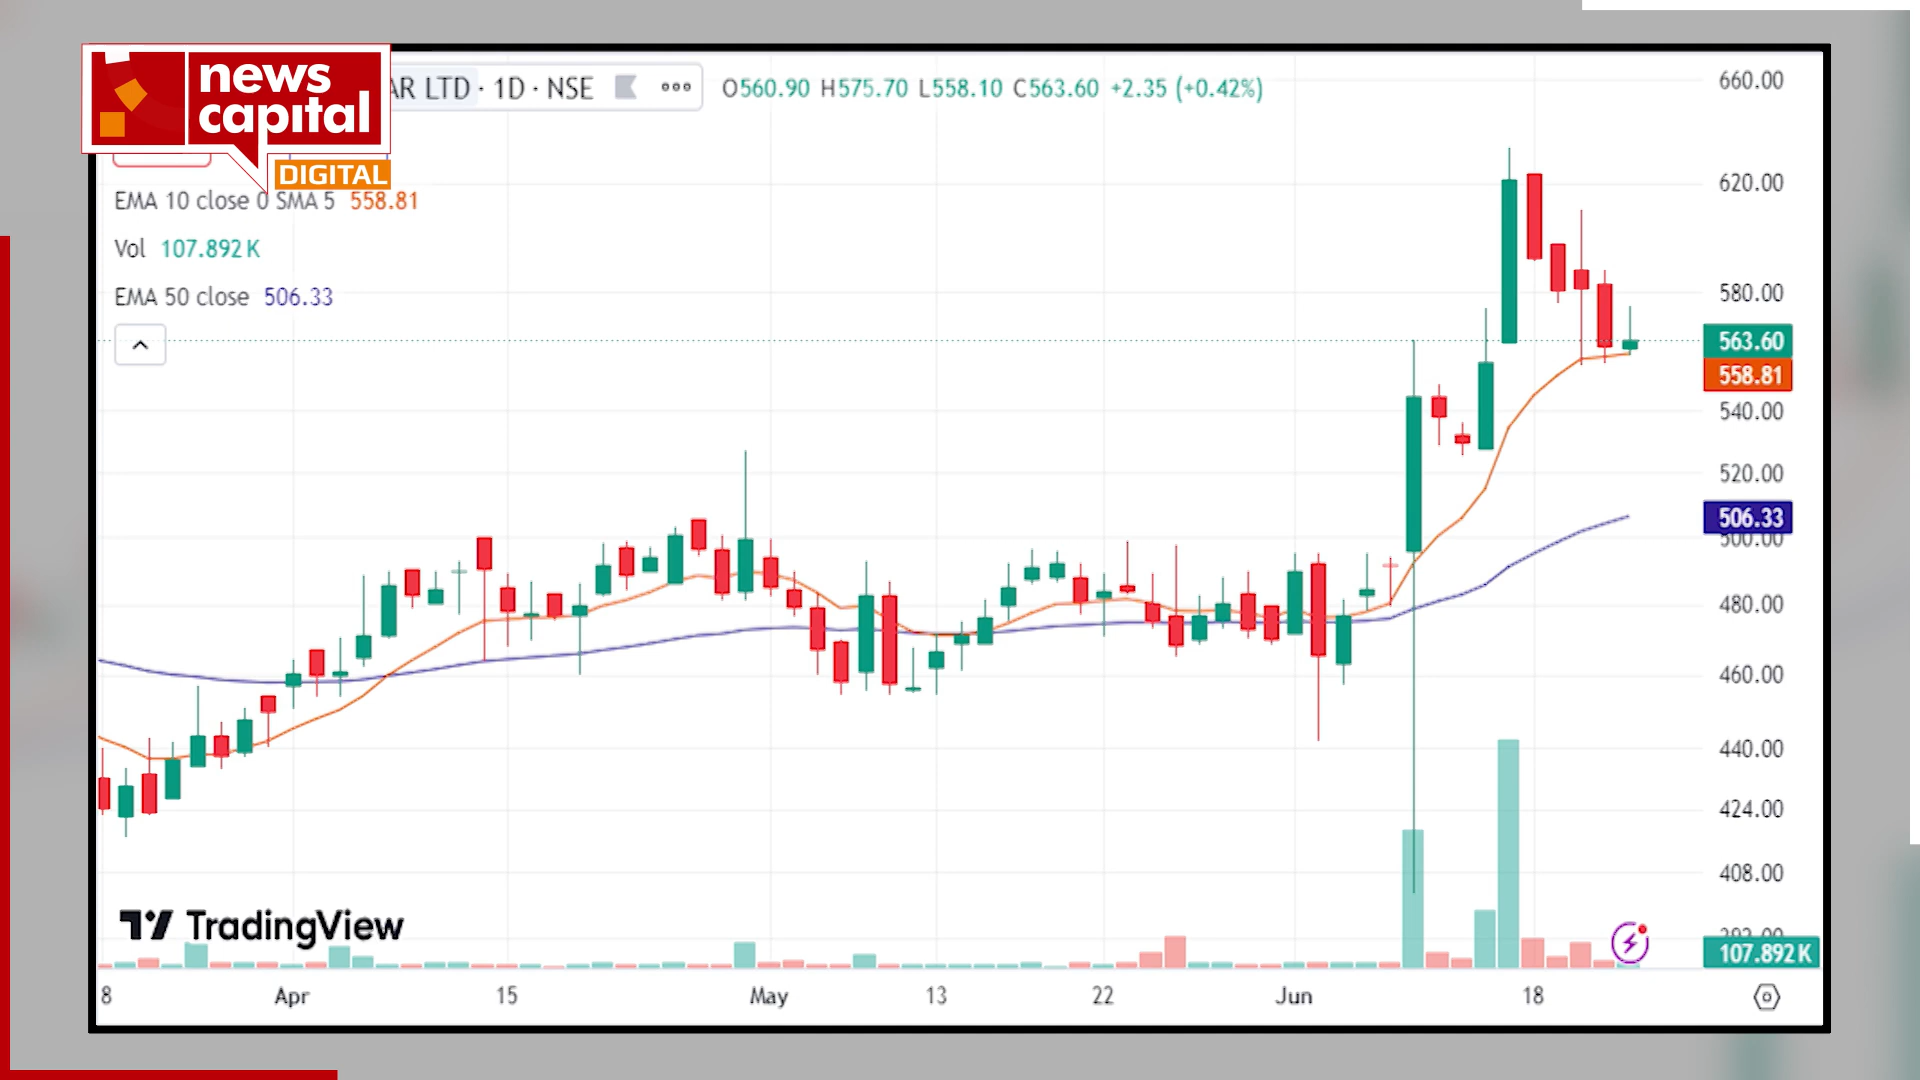 news
capital
DIGITAL
AR LTD · 1D · NSE
O560.90 H575.70 L558.10 C563.60 +2.35 (+0.42%)
EMA 10 close 0 SMA 5 558.81
Vol 107.892 K
EMA 50 close 506.33
660.00
620.00
580.00
563.60
558.81
540.00
520.00
506.33
500.00
480.00
460.00
440.00
424.00
408.00
107.892 K
TradingView
8 Apr 15 May 13 22 Jun 18